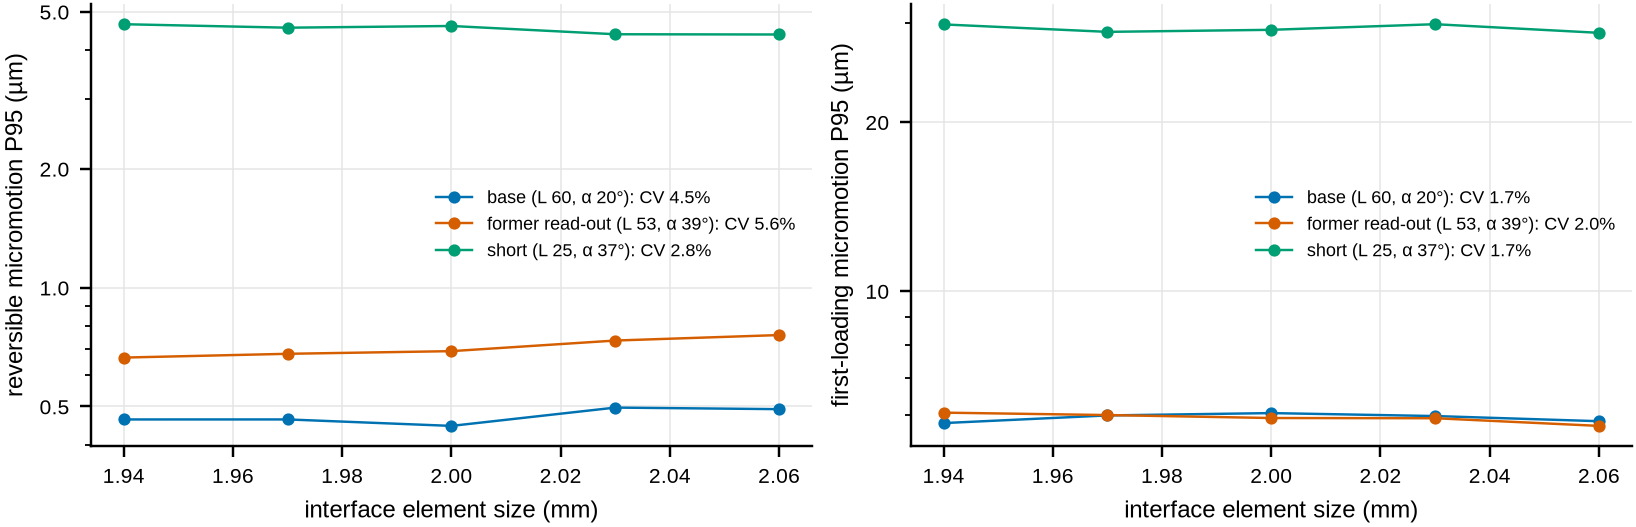 reversible micromotion P95 (µm)
5.0
2.0
1.0
0.5
base (L 60, α 20°): CV 4.5%
former read-out (L 53, α 39°): CV 5.6%
short (L 25, α 37°): CV 2.8%
1.94 1.96 1.98 2.00 2.02 2.04 2.06
interface element size (mm)
first-loading micromotion P95 (µm)
20
10
base (L 60, α 20°): CV 1.7%
former read-out (L 53, α 39°): CV 2.0%
short (L 25, α 37°): CV 1.7%
1.94 1.96 1.98 2.00 2.02 2.04 2.06
interface element size (mm)